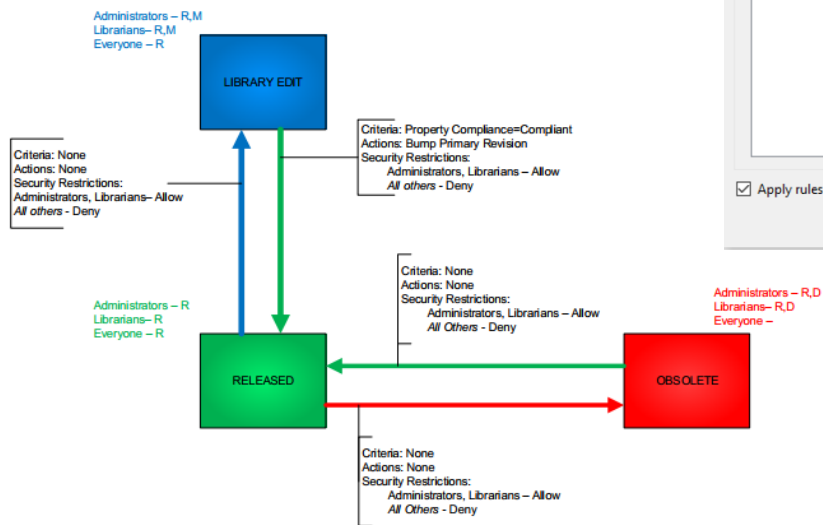 Administrators – R,M
Librarians– R,M
Everyone – R
LIBRARY EDIT
Criteria: None
Actions: None
Security Restrictions:
Administrators, Librarians– Allow
All others - Deny
Criteria: Property Compliance=Compliant
Actions: Bump Primary Revision
Security Restrictions:
Administrators, Librarians – Allow
All others - Deny
Apply rules
Criteria: None
Actions: None
Security Restrictions:
Administrators, Librarians – Allow
All Others - Deny
Administrators – R
Librarians– R
Everyone – R
Administrators – R,D
Librarians– R,D
Everyone –
RELEASED
OBSOLETE
Criteria: None
Actions: None
Security Restrictions:
Administrators, Librarians – Allow
All Others - Deny